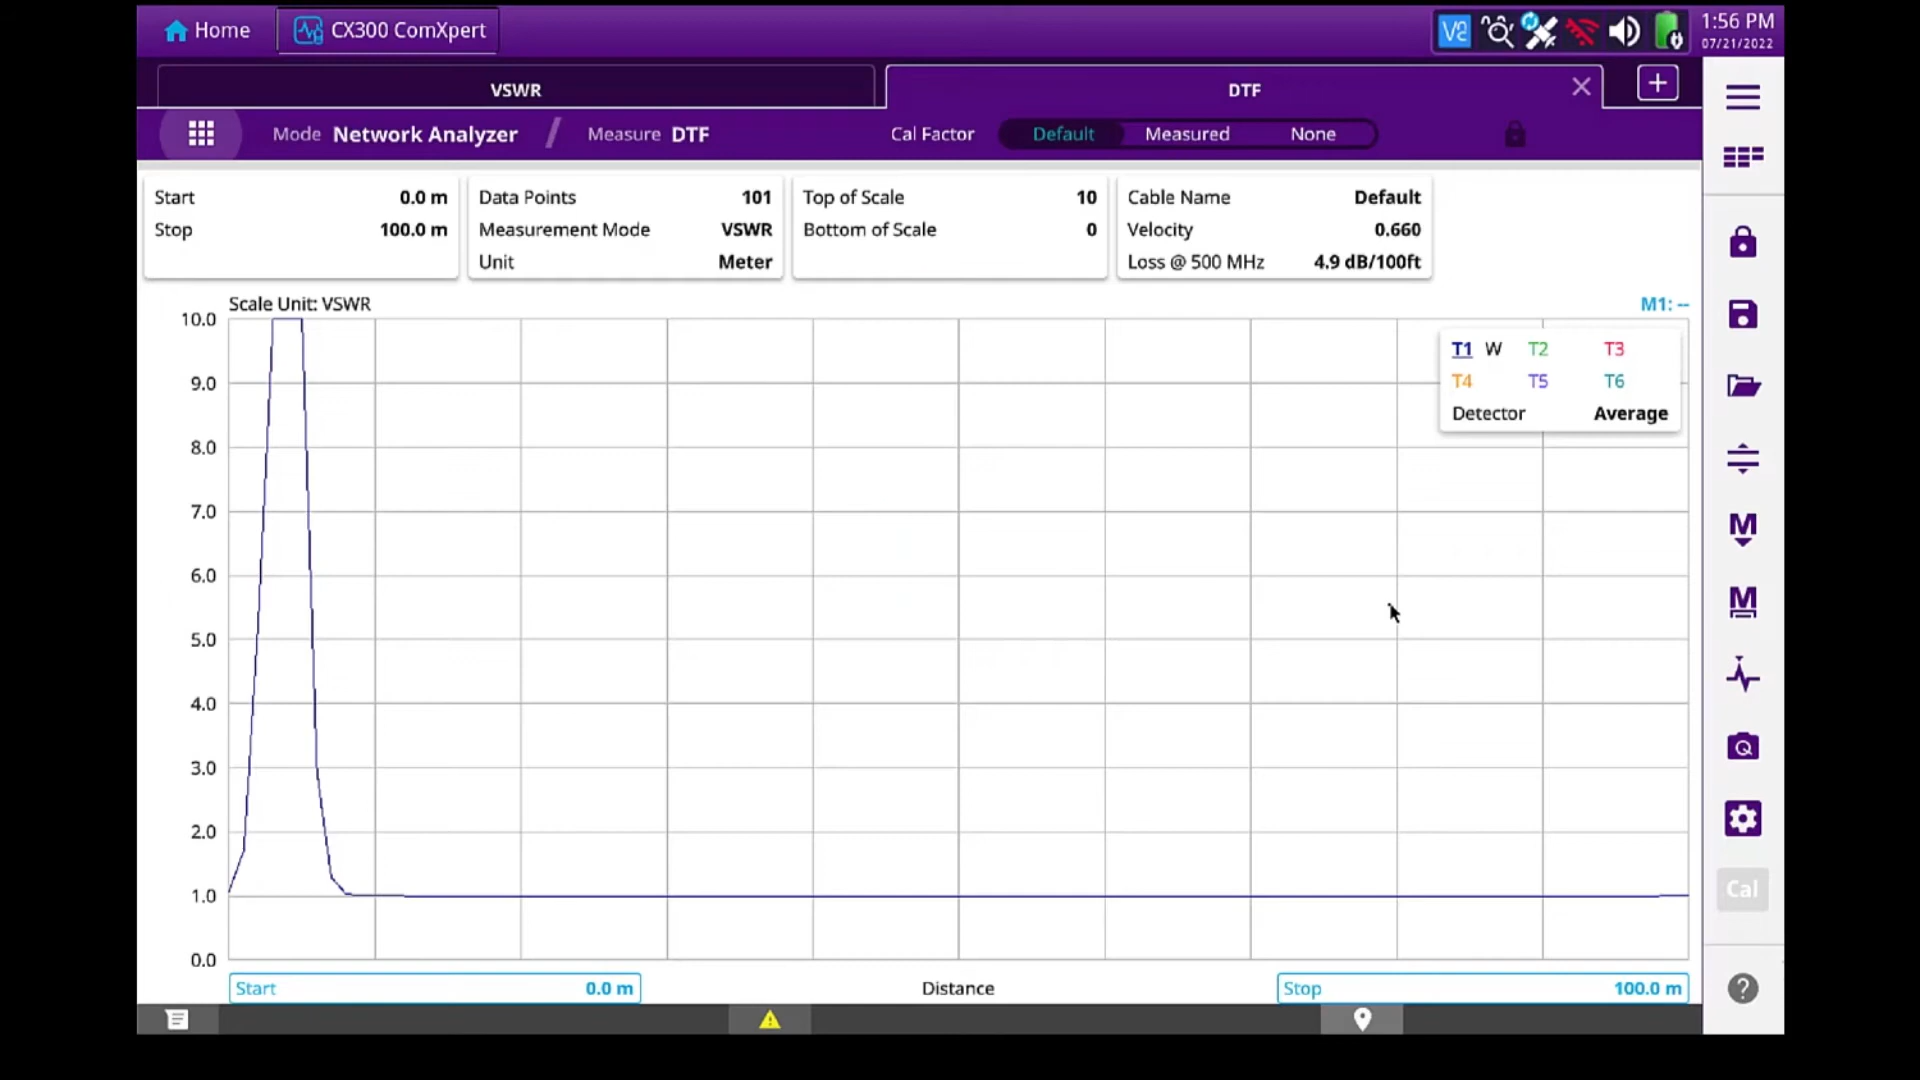 Home
CX300 ComXpert
V2
1:56 PM
07/21/2022
VSWR
DTF
Mode Network Analyzer / Measure DTF
Cal Factor Default Measured None
Start 0.0 m
Stop 100.0 m
Data Points 101
Measurement Mode VSWR
Unit Meter
Top of Scale 10
Bottom of Scale 0
Cable Name Default
Velocity 0.660
Loss @ 500 MHz 4.9 dB/100ft
Scale Unit: VSWR
M1: --
T1 W T2 T3
T4 T5 T6
Detector Average
10.0
9.0
8.0
7.0
6.0
5.0
4.0
3.0
2.0
1.0
0.0
Start 0.0 m
Distance
Stop 100.0 m
M
M
Cal